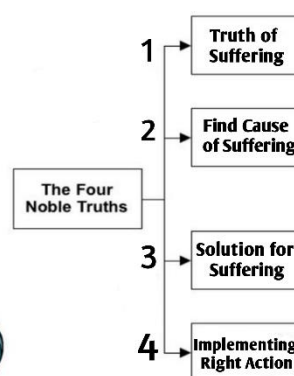 1
Truth of
Suffering
2
Find Cause
of Suffering
The Four
Noble Truths
3
Solution for
Suffering
4
Implementing
Right Action